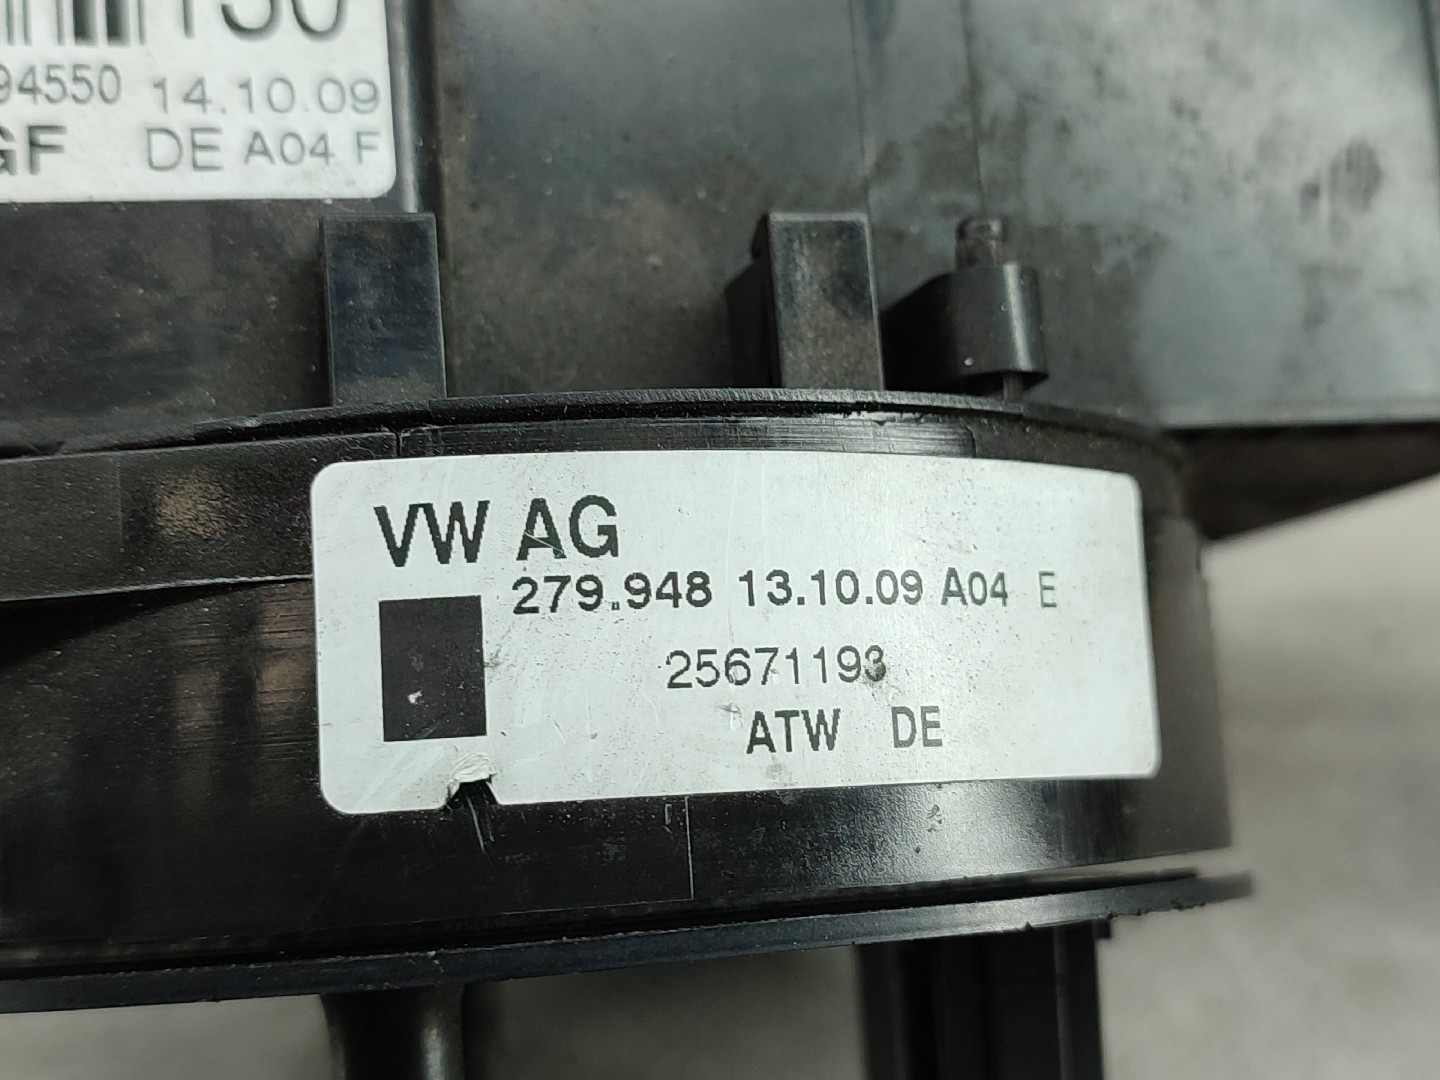 94550 14.10.09
GF DE A04 F
VW AG
279.948 13.10.09 A04 E
25671193
ATW DE